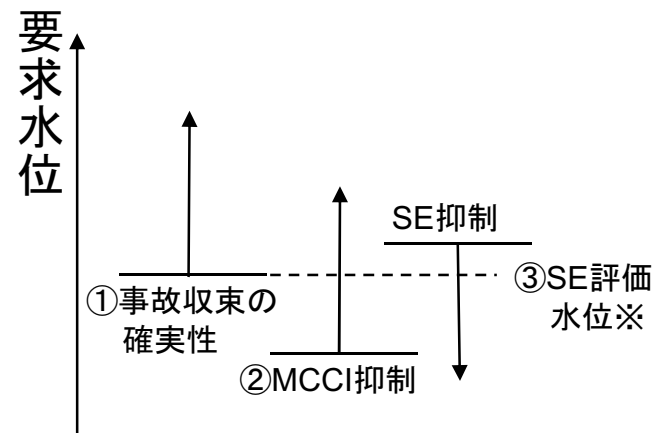 要求水位
SE抑制
①事故収束の
確実性
③SE評価
水位※
②MCCI抑制